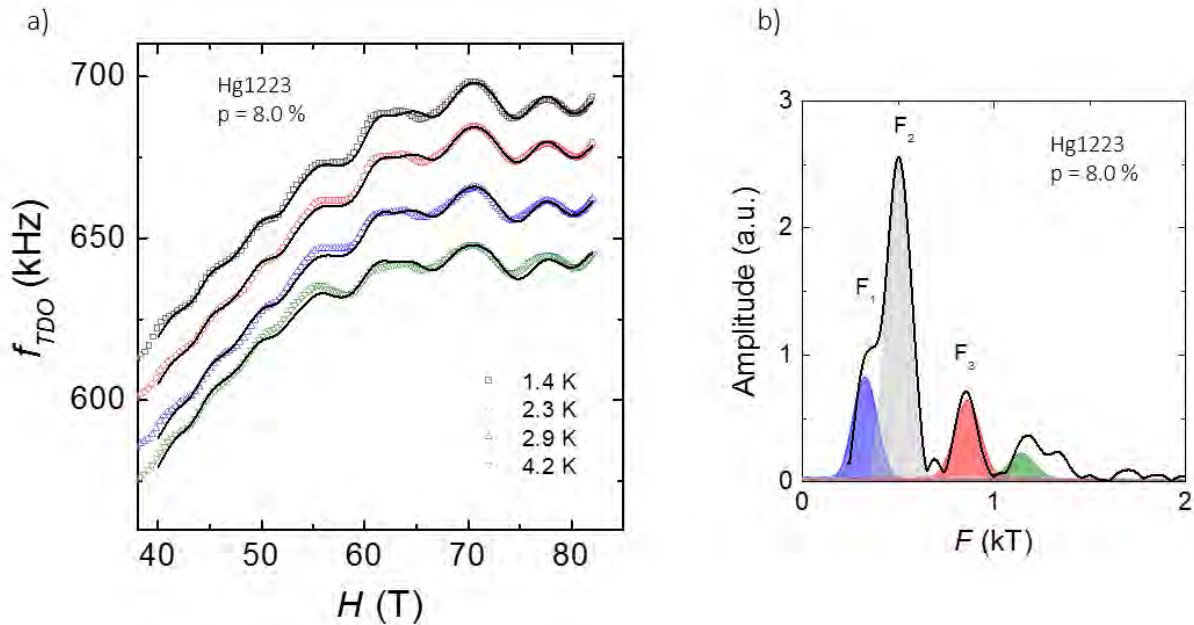 a)
Hg1223
p = 8.0 %
700
650
600
f_TDO (kHz)
1.4 K
2.3 K
2.9 K
4.2 K
40 50 60 70 80
H (T)
b)
Hg1223
p = 8.0 %
F₁
F₂
F₃
3
2
1
0
Amplitude (a.u.)
0 1 2
F (kT)